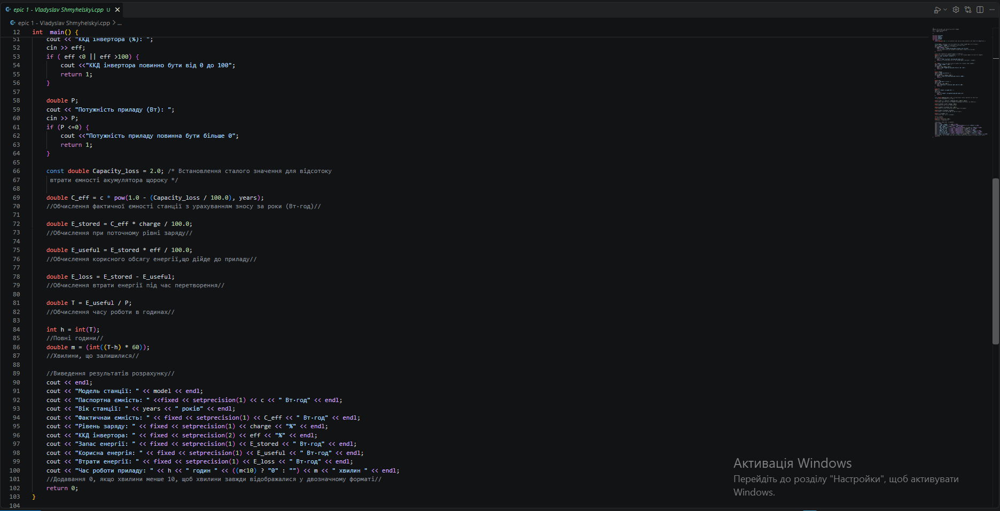 epic 1 - Vladyslav Shmyhelskyi.cpp U
epic 1 - Vladyslav Shmyhelskyi.cpp > ...
12 int main() {
51 cout << "ККД інвертора (%): ";
52 cin >> eff;
53 if ( eff <0 || eff >100) {
54 cout <<"ККД інвертора повинно бути від 0 до 100";
55 return 1;
56 }
57
58 double P;
59 cout << "Потужність приладу (Вт): ";
60 cin >> P;
61 if (P <=0) {
62 cout <<"Потужність приладу повинна бути більше 0";
63 return 1;
64 }
65
66 const double Capacity_loss = 2.0; /* Встановлення сталого значення для відсотоку
67 втрати ємності акумулятора щороку */
68
69 double C_eff = c * pow(1.0 - (Capacity_loss / 100.0), years);
70 //Обчислення фактичної ємності станції з урахуванням зносу за роки (Вт·год)//
71
72 double E_stored = C_eff * charge / 100.0;
73 //Обчислення при поточному рівні заряду//
74
75 double E_useful = E_stored * eff / 100.0;
76 //Обчислення корисного обсягу енергії,що дійде до приладу//
77
78 double E_loss = E_stored - E_useful;
79 //Обчислення втрати енергії під час перетворення//
80
81 double T = E_useful / P;
82 //Обчислення часу роботи в годинах//
83
84 int h = int(T);
85 //Повні години//
86 double m = (int((T-h) * 60));
87 //Хвилини, що залишилися//
88
89 //Виведення результатів розрахунку//
90 cout << endl;
91 cout << "Модель станції: " << model << endl;
92 cout << "Паспортна ємність: " <<fixed << setprecision(1) << c << " Вт·год" << endl;
93 cout << "Вік станції: " << years << " років" << endl;
94 cout << "Фактичнаи ємність: " << fixed << setprecision(1) << C_eff << " Вт·год" << endl;
95 cout << "Рівень заряду: " << fixed << setprecision(1) << charge << "%" << endl;
96 cout << "ККД інвертора: " << fixed << setprecision(2) << eff << "%" << endl;
97 cout << "Запас енергії: " << fixed << setprecision(1) << E_stored << " Вт·год" << endl;
98 cout << "Корисна енергія: " << fixed << setprecision(1) << E_useful << " Вт·год" << endl;
99 cout << "Втрати енергії: " << fixed << setprecision(1) << E_loss << " Вт·год" << endl;
100 cout << "Час роботи приладу: " << h << " годин " << ((m<10) ? "0" : "") << m << " хвилин " << endl;
101 //Додавання 0, якщо хвилини менше 10, щоб хвилини завжди відображалися у двозначному форматі//
102 return 0;
103 }
104
Активація Windows
Перейдіть до розділу "Настройки", щоб активувати
Windows.